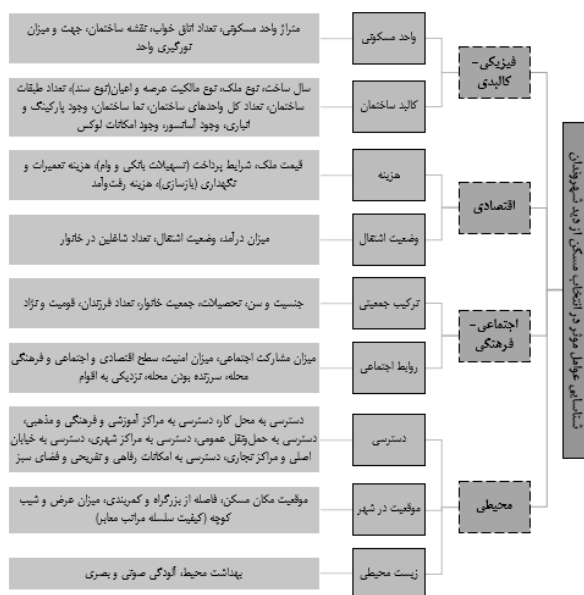 شناسایی عوامل موثر در انتخاب مسکن از دید شهروندان
فیزیکی-
کالبدی
واحد مسکونی
متراژ واحد مسکونی، تعداد اتاق خواب، نقشه ساختمان، جهت و میزان
نورگیری واحد
کالبد ساختمان
سال ساخت، نوع ملک، نوع مالکیت عرصه و اعیان(نوع سند)، تعداد طبقات
ساختمان، تعداد کل واحدهای ساختمان، نما ساختمان، وجود پارکینگ و
انباری، وجود آسانسور، وجود امکانات لوکس
اقتصادی
هزینه
قیمت ملک، شرایط پرداخت (تسهیلات بانکی و وام)، هزینه تعمیرات و
نگهداری (بازسازی)، هزینه رفت‌وآمد
وضعیت اشتغال
میزان درآمد، وضعیت اشتغال، تعداد شاغلین در خانوار
اجتماعی-
فرهنگی
ترکیب جمعیتی
جنسیت و سن، تحصیلات، جمعیت خانوار، تعداد فرزندان، قومیت و نژاد
روابط اجتماعی
میزان مشارکت اجتماعی، میزان امنیت، سطح اقتصادی و اجتماعی و فرهنگی
محله، سرزنده بودن محله، نزدیکی به اقوام
محیطی
دسترسی
دسترسی به محل کار، دسترسی به مراکز آموزشی و فرهنگی و مذهبی،
دسترسی به حمل‌ونقل عمومی، دسترسی به مراکز شهری، دسترسی به خیابان
اصلی و مراکز تجاری، دسترسی به امکانات رفاهی و تفریحی و فضای سبز
موقعیت در شهر
موقعیت مکان مسکن، فاصله از بزرگراه و کمربندی، میزان عرض و شیب
کوچه (کیفیت سلسله مراتب معابر)
زیست محیطی
بهداشت محیط، آلودگی صوتی و بصری